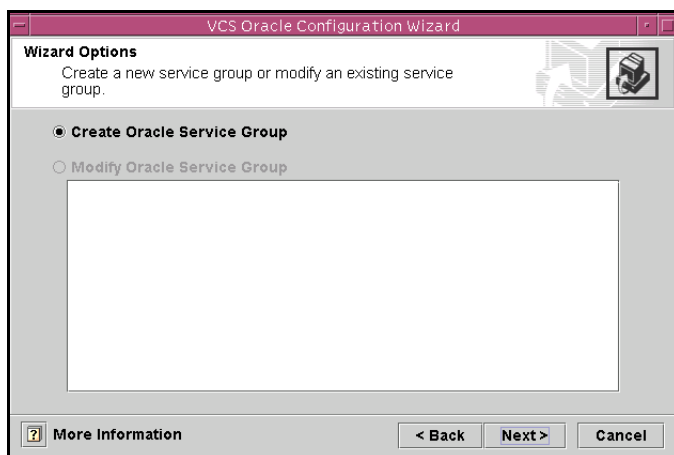 VCS Oracle Configuration Wizard
Wizard Options
Create a new service group or modify an existing service
group.
Create Oracle Service Group
Modify Oracle Service Group
? More Information
< Back
Next >
Cancel